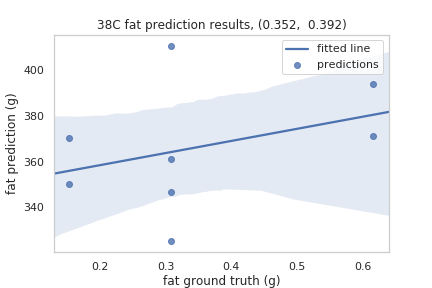 38C fat prediction results, (0.352,  0.392)
fitted line
predictions
fat prediction (g)
400
380
360
340
0.2 0.3 0.4 0.5 0.6
fat ground truth (g)